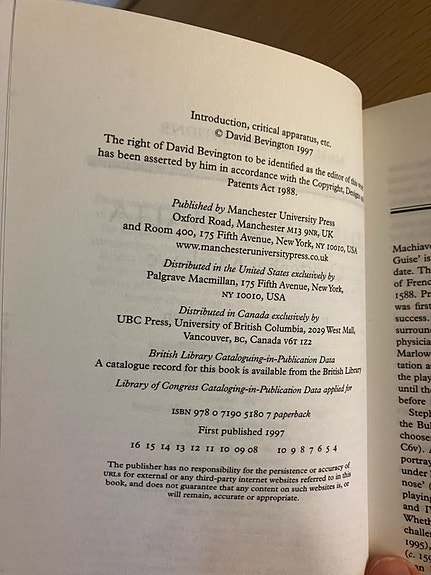 Introduction, critical apparatus, etc.
© David Bevington 1997
The right of David Bevington to be identified as the editor of this
has been asserted by him in accordance with the Copyright, Designs
Patents Act 1988.
Published by Manchester University Press
Oxford Road, Manchester M13 9NR, UK
and Room 400, 175 Fifth Avenue, New York, NY 10010, USA
www.manchesteruniversitypress.co.uk
Distributed in the United States exclusively by
Palgrave Macmillan, 175 Fifth Avenue, New York,
NY 10010, USA
Distributed in Canada exclusively by
UBC Press, University of British Columbia, 2029 West Mall,
Vancouver, BC, Canada V6T 1Z2
British Library Cataloguing-in-Publication Data
A catalogue record for this book is available from the British Library
Library of Congress Cataloging-in-Publication Data applied for
ISBN 978 0 7190 5180 7 paperback
First published 1997
16 15 14 13 12 11 10 09 08 10 9 8 7 6 5 4
The publisher has no responsibility for the persistence or accuracy of
URLs for external or any third-party internet websites referred to in this
book, and does not guarantee that any content on such websites is, or
will remain, accurate or appropriate.
Machiave
Guise' is
date. Th
of Frenc
1588. Pr
was first
success.
surroun
physicia
Marlow
tation a
the play
until the
before
Steph
the Bu
choose
C6v). A
portray
under
nose' (
playing
and IV
Wheth
challe
1995),
(c. 159